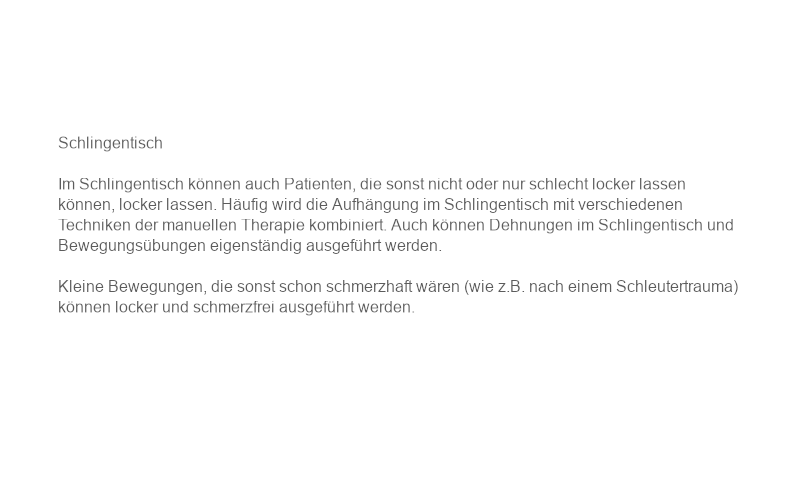 Schlingentisch
Im Schlingentisch können auch Patienten, die sonst nicht oder nur schlecht locker lassen
können, locker lassen. Häufig wird die Aufhängung im Schlingentisch mit verschiedenen
Techniken der manuellen Therapie kombiniert. Auch können Dehnungen im Schlingentisch und
Bewegungsübungen eigenständig ausgeführt werden.
Kleine Bewegungen, die sonst schon schmerzhaft wären (wie z.B. nach einem Schleutertrauma)
können locker und schmerzfrei ausgeführt werden.